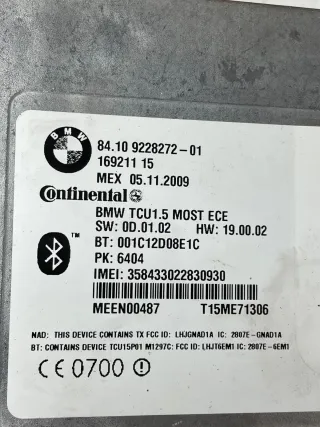 BMW
84.10 9228272-01
169211 15
MEX 05.11.2009
Continental
BMW TCU1.5 MOST ECE
SW: 0D.01.02 HW: 19.00.02
BT: 001C12D08E1C
TM
PK: 6404
IMEI: 358433022830930
MEEN00487 T15ME71306
NAD: THIS DEVICE CONTAINS TX FCC ID: LHJGNAD1A IC: 2807E-GNAD1A
BT: CONTAINS DEVICE TCU15P01 M1297C: FCC ID: LHJT6EM1 IC: 2807E-6EM1
CE 0700